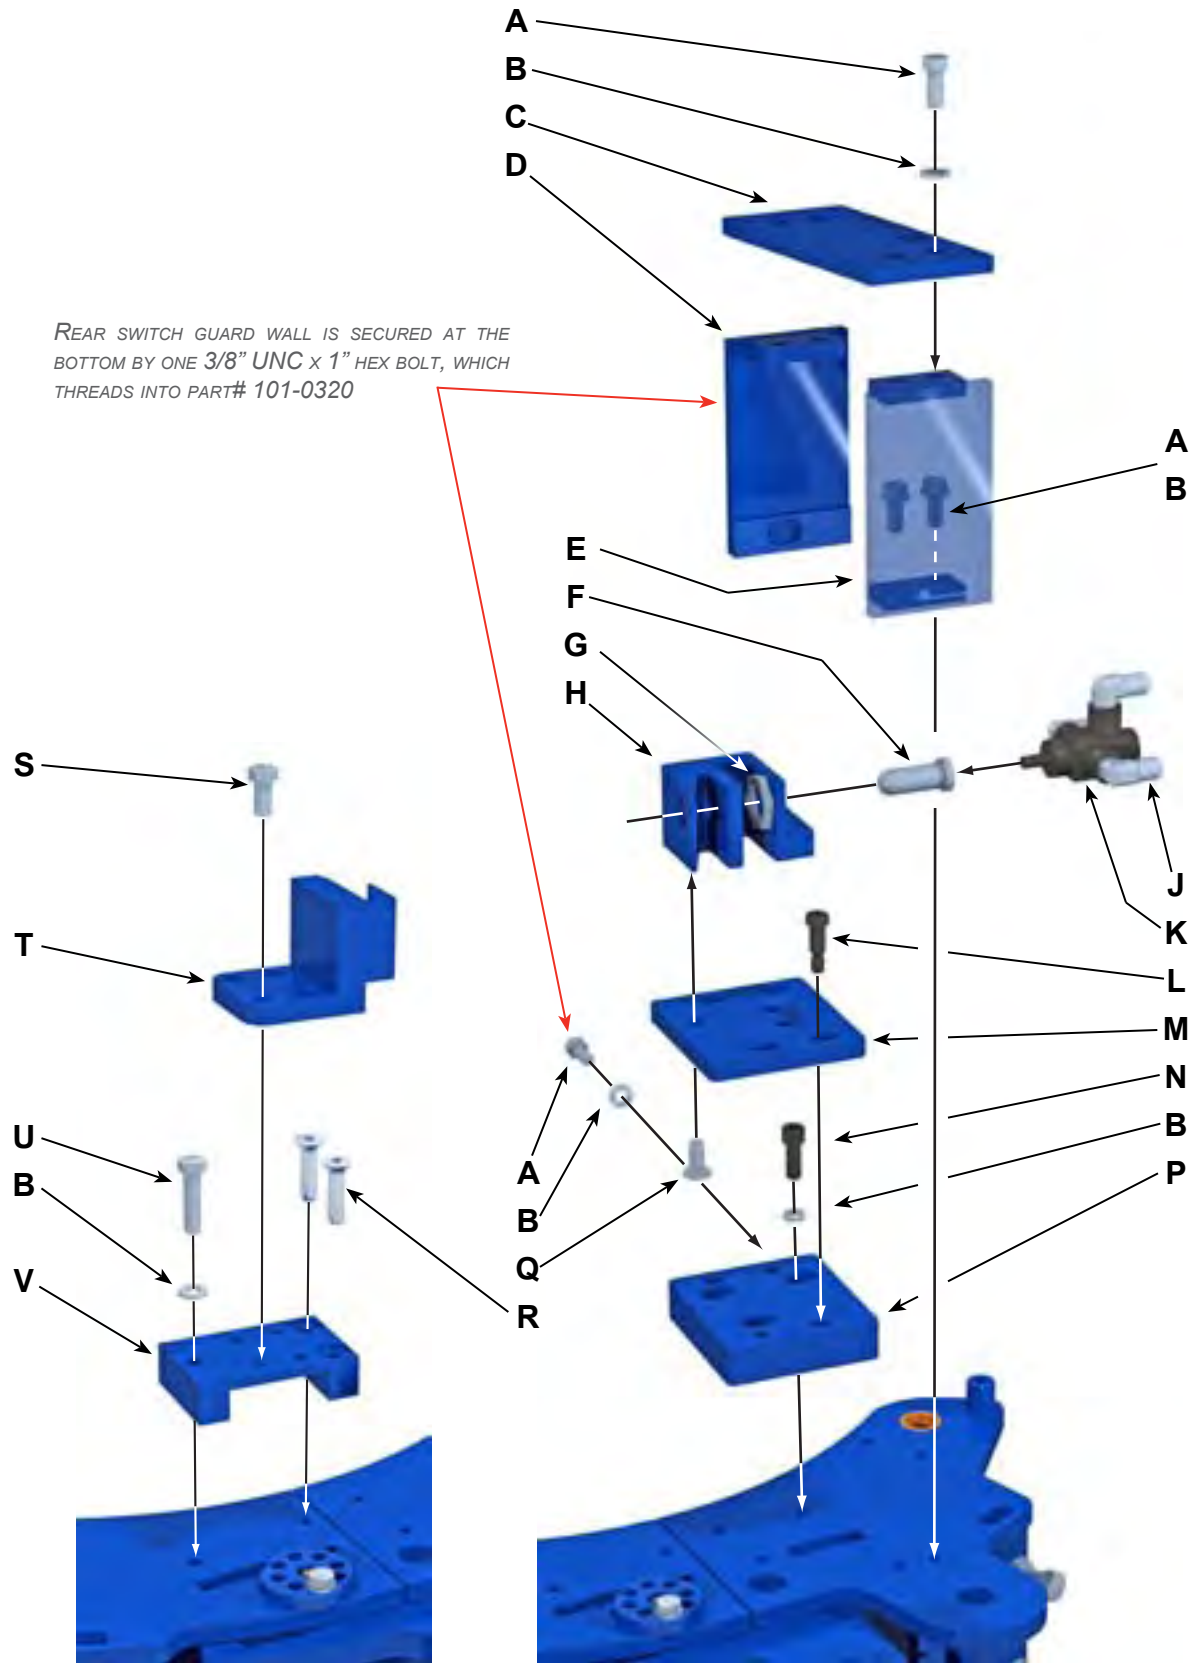 A
B
C
D
REAR SWITCH GUARD WALL IS SECURED AT THE
BOTTOM BY ONE 3/8” UNC X 1” HEX BOLT, WHICH
THREADS INTO PART# 101-0320
A
B
E
F
G
H
S
J
K
T
L
M
N
U
B
A
B
P
B
Q
V
R